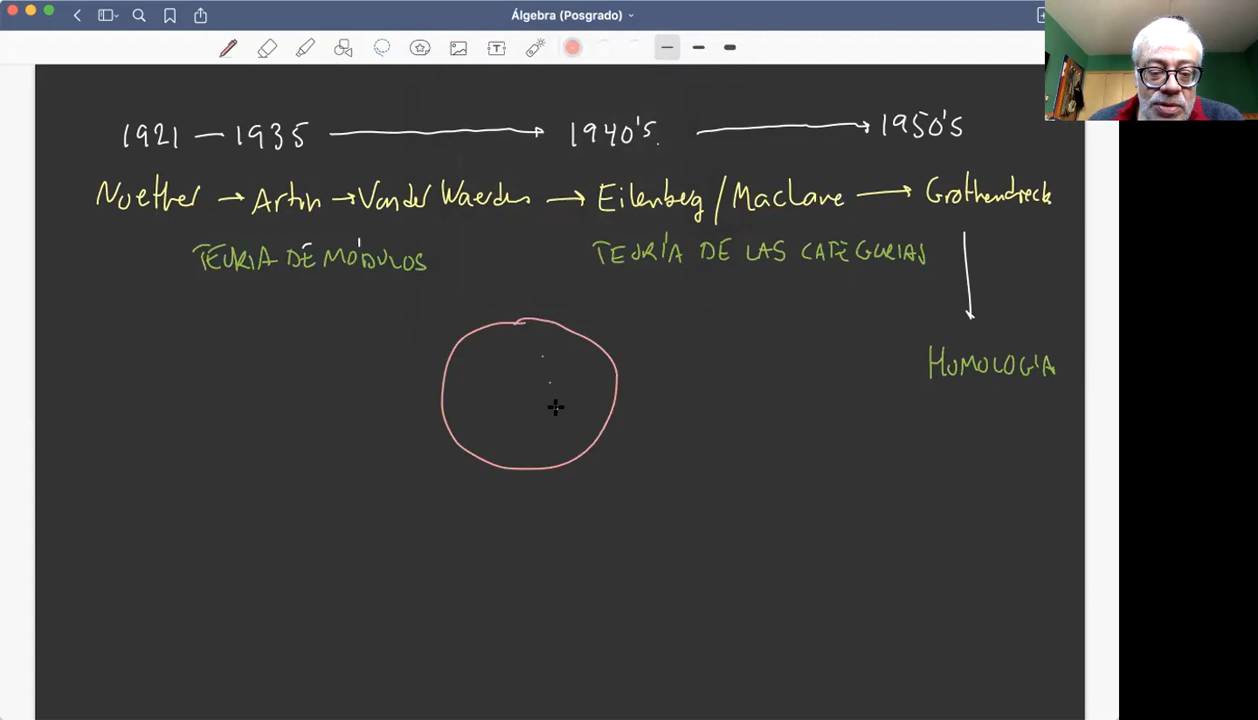 Álgebra (Posgrado)
1921 — 1935 → 1940's. → 1950's
Noether → Artin → Van der Waerden → Eilenberg / MacLane → Grothendieck
TEORIA DE MÓDULOS TEORÍA DE LAS CATEGORIAS
HOMOLOGÍA